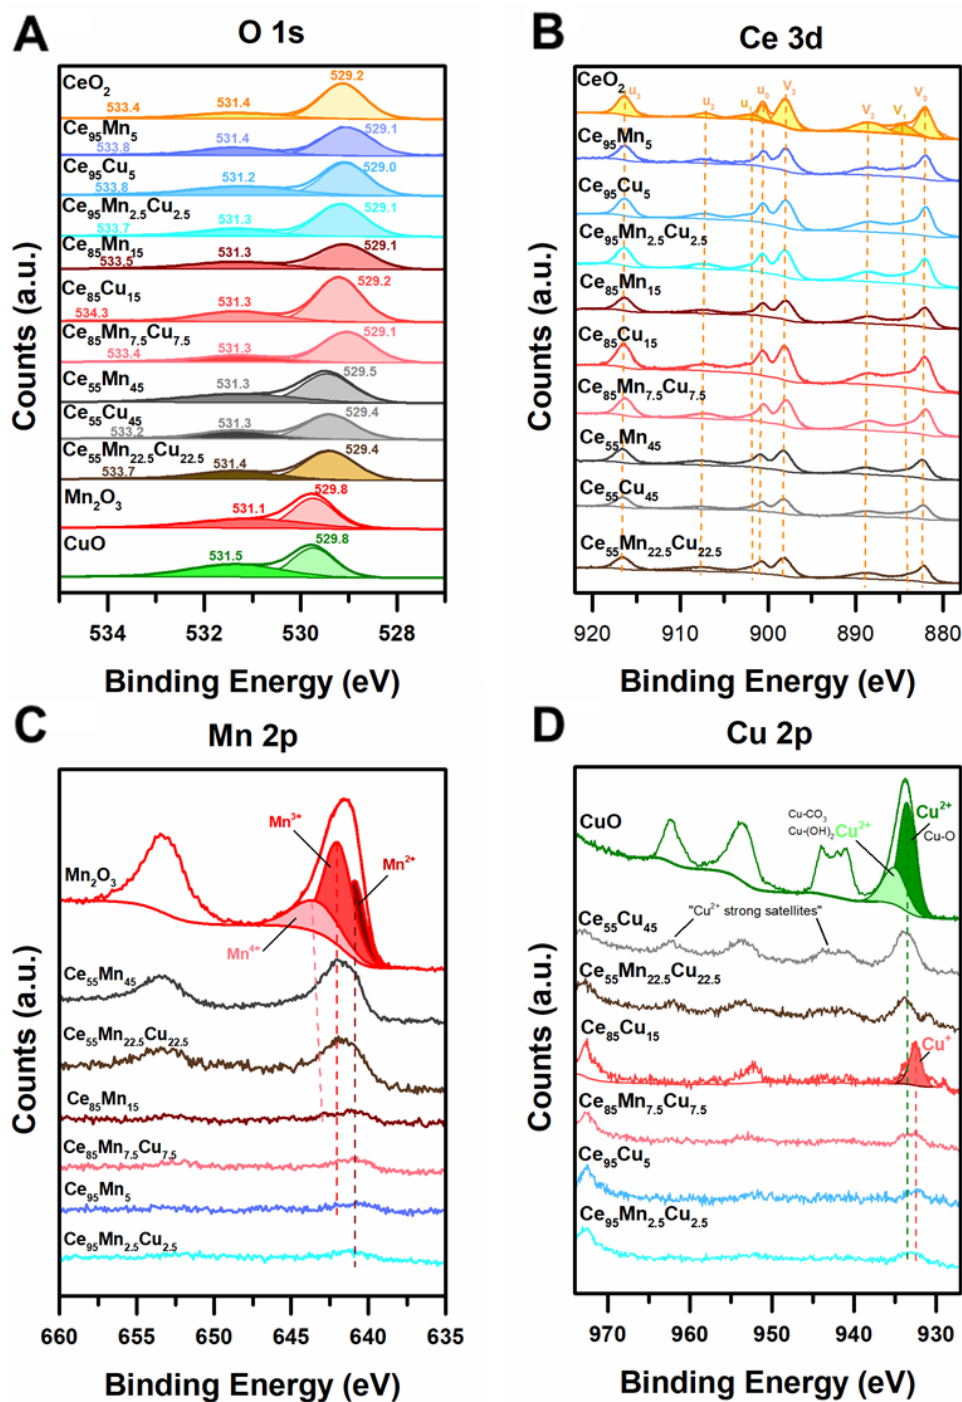 A
O 1s
CeO2
529.2
531.4
533.4
Ce95Mn5
529.1
531.4
533.8
Ce95Cu5
529.0
531.2
533.8
Ce95Mn2.5Cu2.5
529.1
531.3
533.7
Ce85Mn15
529.1
531.3
533.5
Ce85Cu15
529.2
531.3
534.3
Ce85Mn7.5Cu7.5
529.1
531.3
533.4
Ce55Mn45
529.5
531.3
Ce55Cu45
529.4
531.3
533.2
Ce55Mn22.5Cu22.5
529.4
531.4
533.7
Mn2O3
529.8
531.1
CuO
529.8
531.5
Counts (a.u.)
534 532 530 528
Binding Energy (eV)
B
Ce 3d
CeO2
u3 u2 u1 u0 V3 V2 V1 V0
Ce95Mn5
Ce95Cu5
Ce95Mn2.5Cu2.5
Ce85Mn15
Ce85Cu15
Ce85Mn7.5Cu7.5
Ce55Mn45
Ce55Cu45
Ce55Mn22.5Cu22.5
Counts (a.u.)
920 910 900 890 880
Binding Energy (eV)
C
Mn 2p
Mn3+
Mn2+
Mn2O3
Mn4+
Ce55Mn45
Ce55Mn22.5Cu22.5
Ce85Mn15
Ce85Mn7.5Cu7.5
Ce95Mn5
Ce95Mn2.5Cu2.5
Counts (a.u.)
660 655 650 645 640 635
Binding Energy (eV)
D
Cu 2p
CuO
Cu-CO3
Cu-(OH)2
Cu2+
Cu2+
Cu-O
"Cu2+ strong satellites"
Ce55Cu45
Ce55Mn22.5Cu22.5
Ce85Cu15
Cu+
Ce85Mn7.5Cu7.5
Ce95Cu5
Ce95Mn2.5Cu2.5
Counts (a.u.)
970 960 950 940 930
Binding Energy (eV)